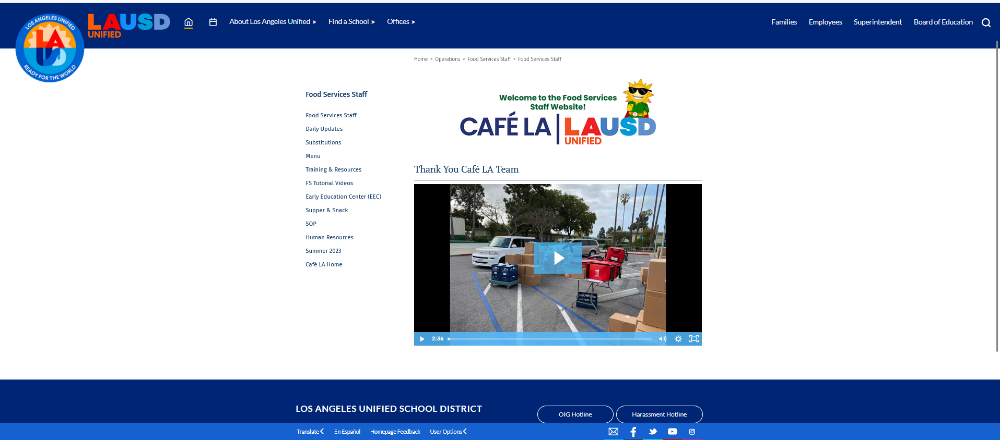 LOS ANGELES UNIFIED
LA
US
READY FOR THE WORLD
LAUSD
UNIFIED
About Los Angeles Unified >
Find a School >
Offices >
Families
Employees
Superintendent
Board of Education
Home > Operations > Food Services Staff > Food Services Staff
Food Services Staff
Food Services Staff
Daily Updates
Substitutions
Menu
Training & Resources
FS Tutorial Videos
Early Education Center (EEC)
Supper & Snack
SOP
Human Resources
Summer 2023
Café LA Home
Welcome to the Food Services
Staff Website!
CAFÉ LA | LAUSD
UNIFIED
Thank You Café LA Team
2:36
LOS ANGELES UNIFIED SCHOOL DISTRICT
OIG Hotline
Harassment Hotline
Translate
En Español
Homepage Feedback
User Options